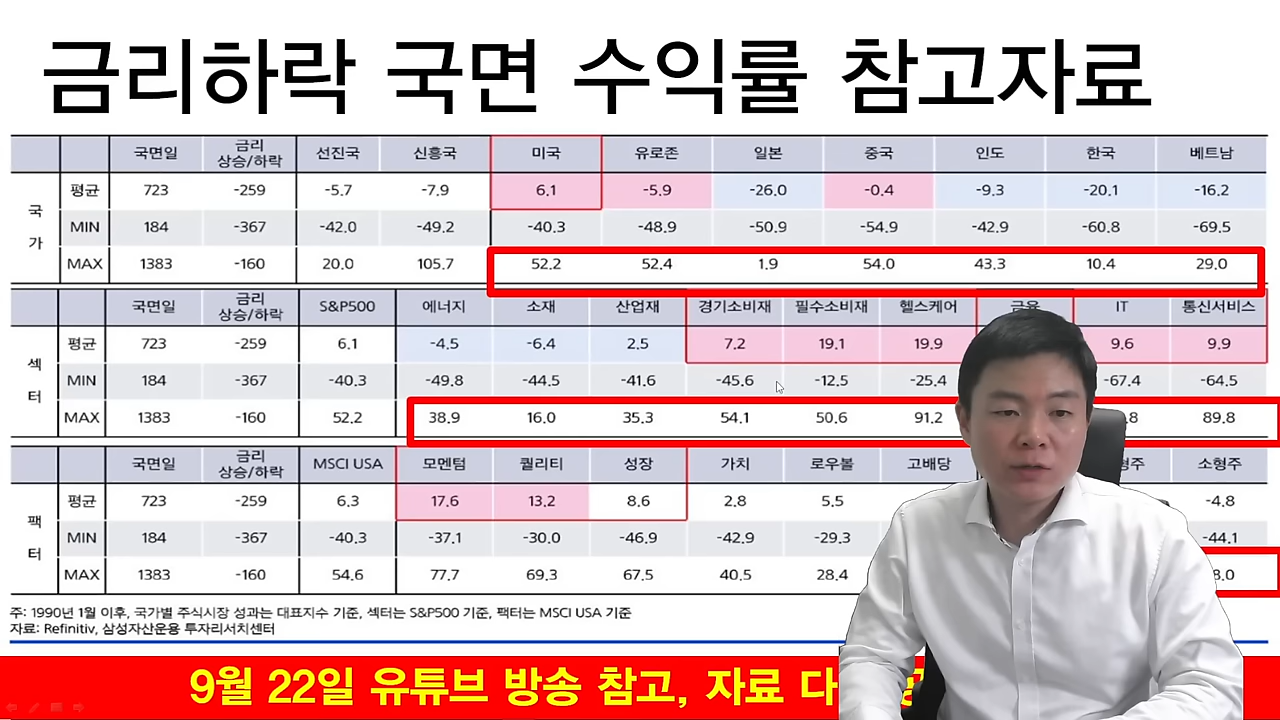 금리하락 국면 수익률 참고자료
국면일 금리 상승/하락 선진국 신흥국 미국 유로존 일본 중국 인도 한국 베트남
국가
평균 723 -259 -5.7 -7.9 6.1 -5.9 -26.0 -0.4 -9.3 -20.1 -16.2
MIN 184 -367 -42.0 -49.2 -40.3 -48.9 -50.9 -54.9 -42.9 -60.8 -69.5
MAX 1383 -160 20.0 105.7 52.2 52.4 1.9 54.0 43.3 10.4 29.0
국면일 금리 상승/하락 S&P500 에너지 소재 산업재 경기소비재 필수소비재 헬스케어 금융 IT 통신서비스
섹터
평균 723 -259 6.1 -4.5 -6.4 2.5 7.2 19.1 19.9 9.6 9.9
MIN 184 -367 -40.3 -49.8 -44.5 -41.6 -45.6 -12.5 -25.4 -67.4 -64.5
MAX 1383 -160 52.2 38.9 16.0 35.3 54.1 50.6 91.2 89.8
국면일 금리 상승/하락 MSCI USA 모멘텀 퀄리티 성장 가치 로우볼 고배당 소형주
팩터
평균 723 -259 6.3 17.6 13.2 8.6 2.8 5.5 -4.8
MIN 184 -367 -40.3 -37.1 -30.0 -46.9 -42.9 -29.3 -44.1
MAX 1383 -160 54.6 77.7 69.3 67.5 40.5 28.4
주: 1990년 1월 이후, 국가별 주식시장 성과는 대표지수 기준, 섹터는 S&P500 기준, 팩터는 MSCI USA 기준
자료: Refinitiv, 삼성자산운용 투자리서치센터
9월 22일 유튜브 방송 참고, 자료